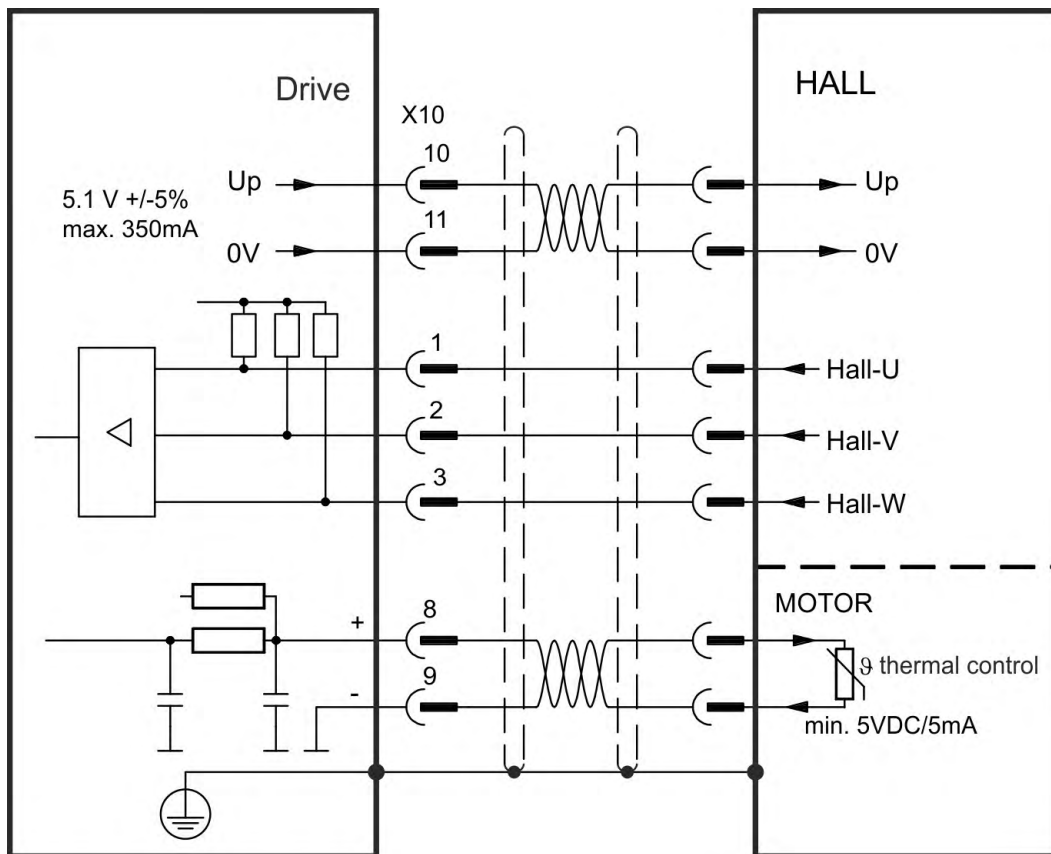 Drive
HALL
X10
10
Up
Up
5.1 V +/-5%
max. 350mA
11
0V
0V
1
Hall-U
2
Hall-V
3
Hall-W
MOTOR
8
+
ϑ thermal control
9
-
min. 5VDC/5mA